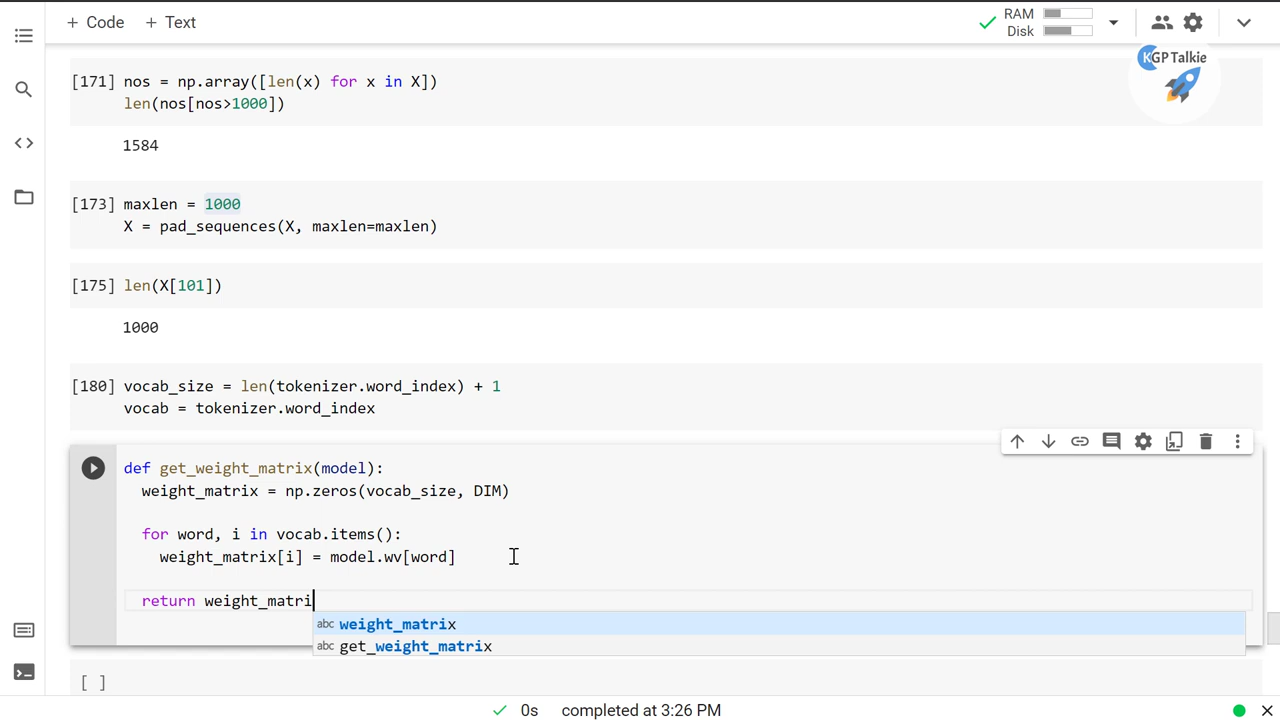 + Code + Text
RAM
Disk
KGP Talkie
[171] nos = np.array([len(x) for x in X])
len(nos[nos>1000])
1584
[173] maxlen = 1000
X = pad_sequences(X, maxlen=maxlen)
[175] len(X[101])
1000
[180] vocab_size = len(tokenizer.word_index) + 1
vocab = tokenizer.word_index
def get_weight_matrix(model):
weight_matrix = np.zeros(vocab_size, DIM)
for word, i in vocab.items():
weight_matrix[i] = model.wv[word]
return weight_matri
abc weight_matrix
abc get_weight_matrix
[ ]
0s completed at 3:26 PM